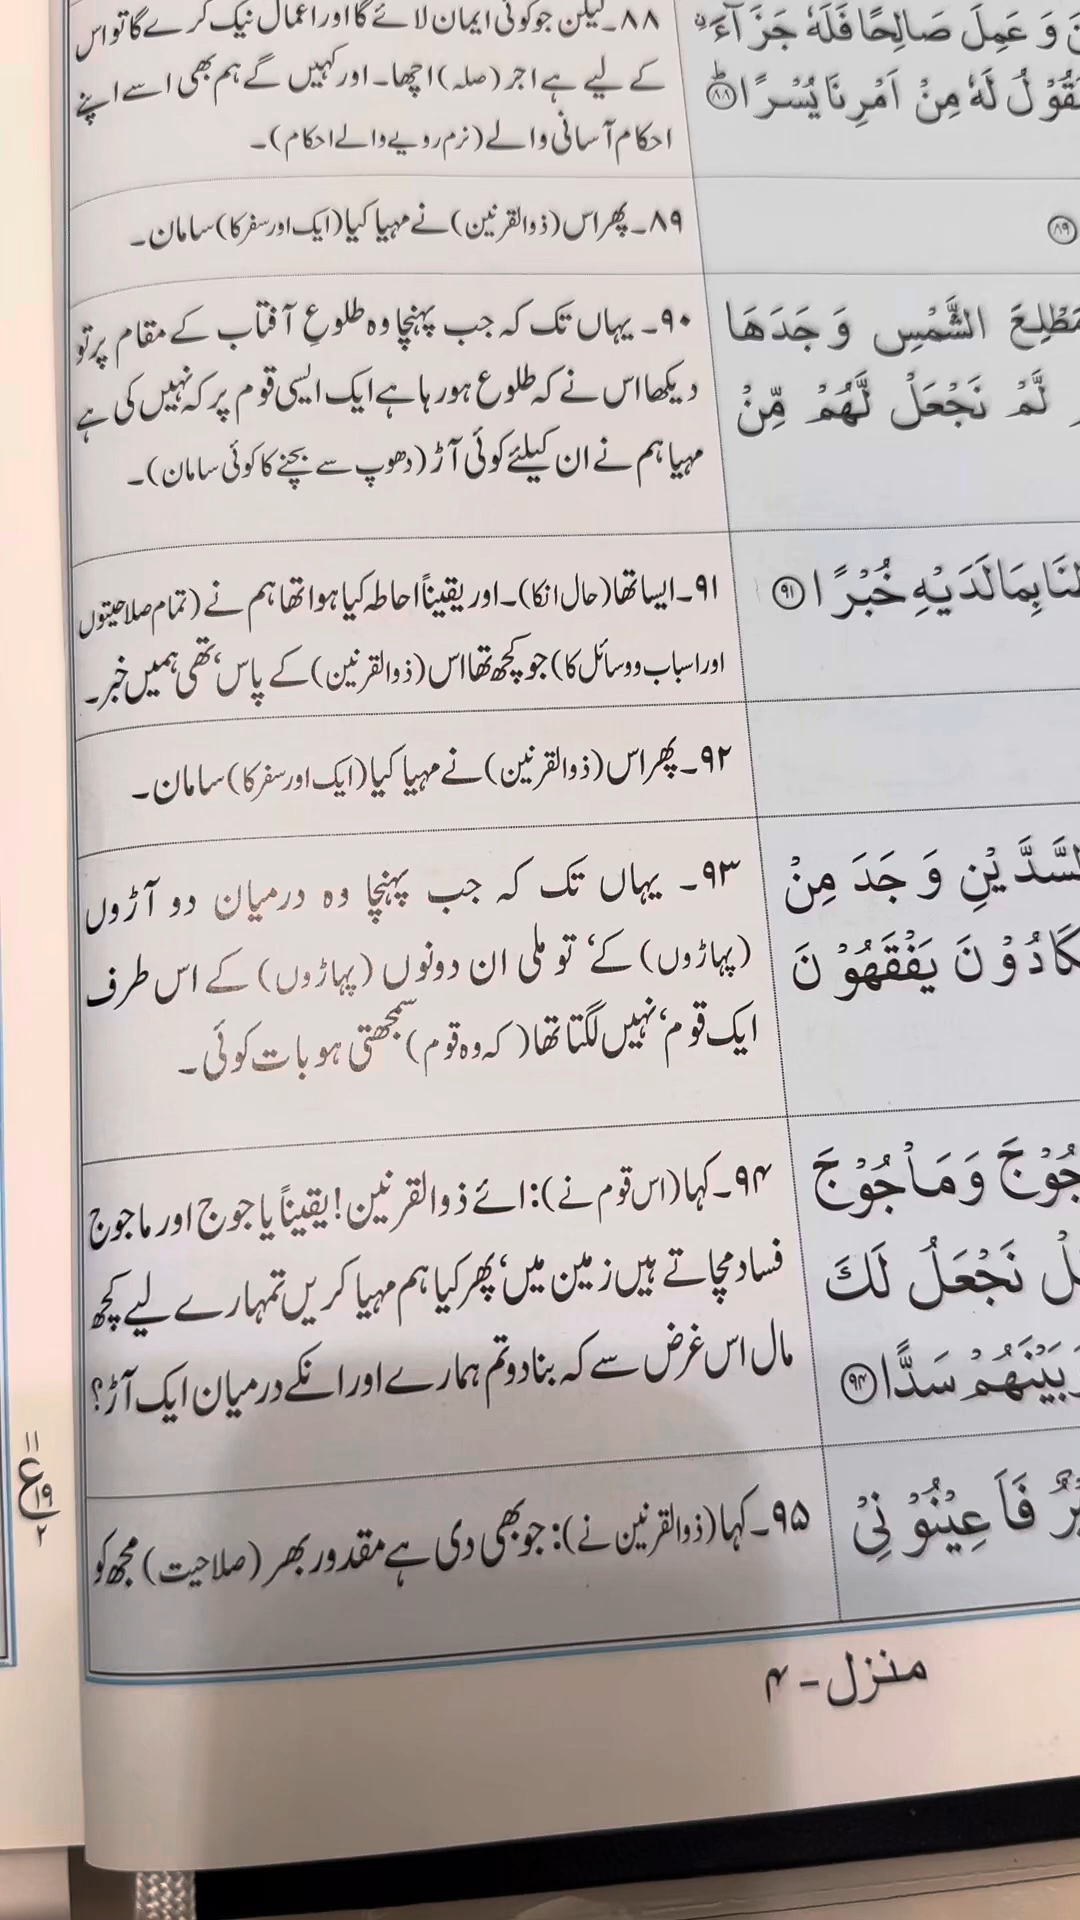 نَ وَ عَمِلَ صَالِحًا فَلَهٗ جَزَآءَ
لَهٗ مِنْ اَمْرِنَا يُسْرًا ﴿۸۸﴾
۸۸۔ لیکن جو کوئی ایمان لائے گا اور اعمال نیک کرے گا تو اس
کے لیے ہے اجر (صلہ) اچھا۔ اور کہیں گے ہم بھی اسے اپنے
احکام آسانی والے (نرم رویے والے احکام)۔
﴿۸۹﴾
۸۹۔ پھر اس (ذوالقرنین) نے مہیا کیا (ایک اور سفر کا) سامان۔
مَطْلِعَ الشَّمْسِ وَجَدَهَا
لَّمْ نَجْعَلْ لَّهُمْ مِّنْ
۹۰۔ یہاں تک کہ جب پہنچا وہ طلوعِ آفتاب کے مقام پر تو
دیکھا اس نے کہ طلوع ہو رہا ہے ایک ایسی قوم پر کہ نہیں کی ہے
مہیا ہم نے ان کیلئے کوئی آڑ (دھوپ سے بچنے کا کوئی سامان)۔
بِمَا لَدَيْهِ خُبْرًا ﴿۹۱﴾
۹۱۔ ایسا تھا (حال انکا)۔ اور یقیناً احاطہ کیا ہوا تھا ہم نے (تمام صلاحیتوں
اور اسباب و وسائل کا) جو کچھ تھا اس (ذوالقرنین) کے پاس، تھی ہمیں خبر۔
۹۲۔ پھر اس (ذوالقرنین) نے مہیا کیا (ایک اور سفر کا) سامان۔
السَّدَّيْنِ وَجَدَ مِنْ
كَادُوْنَ يَفْقَهُوْنَ
۹۳۔ یہاں تک کہ جب پہنچا وہ درمیان دو آڑوں
(پہاڑوں) کے، تو ملی ان دونوں (پہاڑوں) کے اس طرف
ایک قوم، نہیں لگتا تھا (کہ وہ قوم) سمجھتی ہو بات کوئی۔
جُوْجَ وَمَاْجُوْجَ
لْ نَجْعَلُ لَكَ
بَيْنَهُمْ سَدًّا ﴿۹۴﴾
۹۴۔ کہا (اس قوم نے): ائے ذوالقرنین! یقیناً یاجوج اور ماجوج
فساد مچاتے ہیں زمین میں، پھر کیا ہم مہیا کریں تمہارے لیے کچھ
مال اس غرض سے کہ بنا دو تم ہمارے اور انکے درمیان ایک آڑ؟
فَاَعِيْنُوْنِيْ
۹۵۔ کہا (ذوالقرنین نے): جو بھی دی ہے مقدور بھر (صلاحیت) مجھ کو
۱۱
ع
۱۹
۲
منزل - ۴